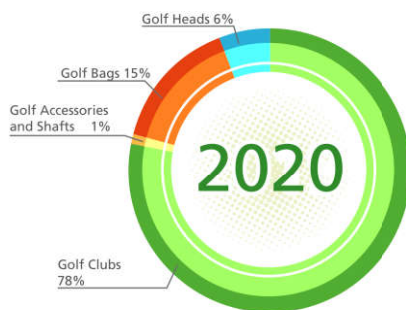 Golf Heads 6%
Golf Bags 15%
Golf Accessories
and Shafts 1%
2020
Golf Clubs
78%